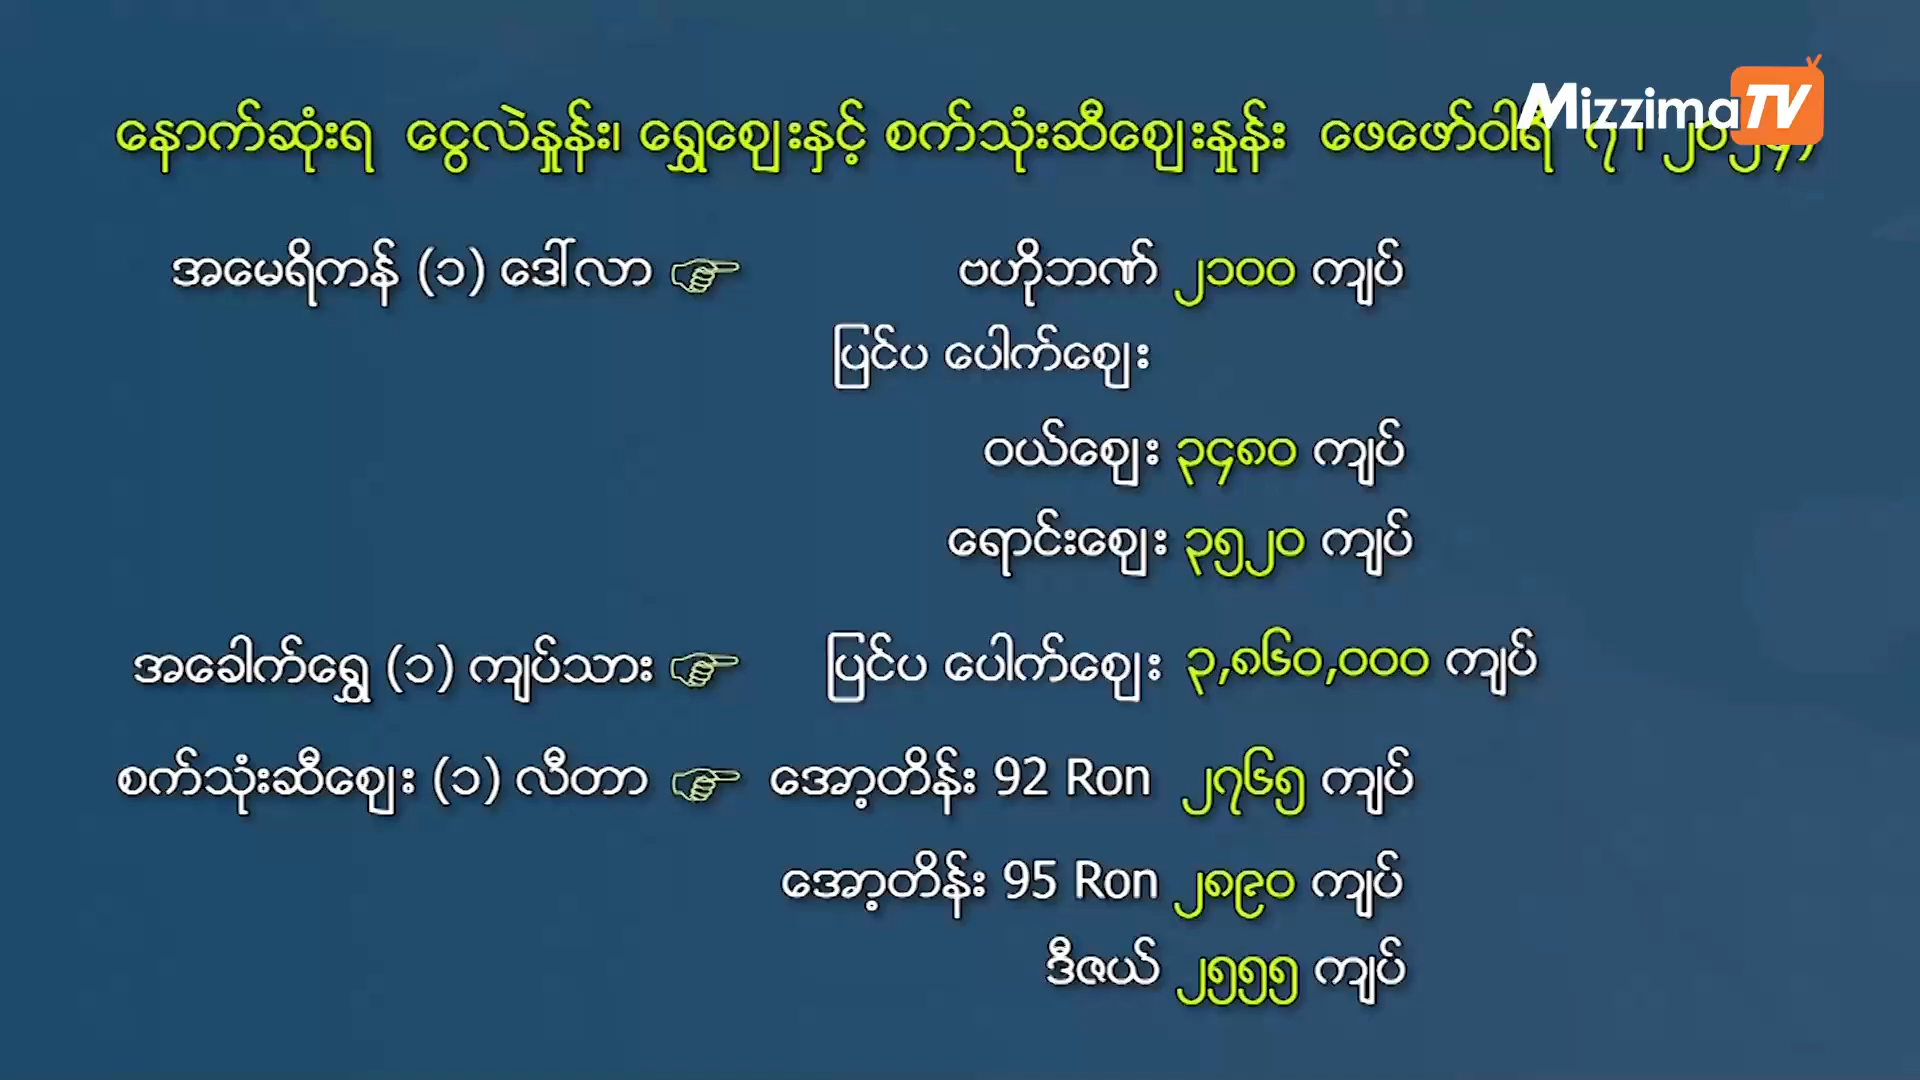 MizzimaTV
နောက်ဆုံးရ ငွေလဲနှုန်း၊ ရွှေဈေးနှင့် စက်သုံးဆီဈေးနှုန်း ဖေဖော်ဝါရီ ၇၊ ၂၀၂၄)
အမေရိကန် (၁) ဒေါ်လာ ဗဟိုဘဏ် ၂၁၀၀ ကျပ်
ပြင်ပ ပေါက်ဈေး
ဝယ်ဈေး ၃၄၈၀ ကျပ်
ရောင်းဈေး ၃၅၂၀ ကျပ်
အခေါက်ရွှေ (၁) ကျပ်သား ပြင်ပ ပေါက်ဈေး ၃,၈၆၀,၀၀၀ ကျပ်
စက်သုံးဆီဈေး (၁) လီတာ အော့တိန်း 92 Ron ၂၇၆၅ ကျပ်
အော့တိန်း 95 Ron ၂၈၉၀ ကျပ်
ဒီဇယ် ၂၅၅၅ ကျပ်